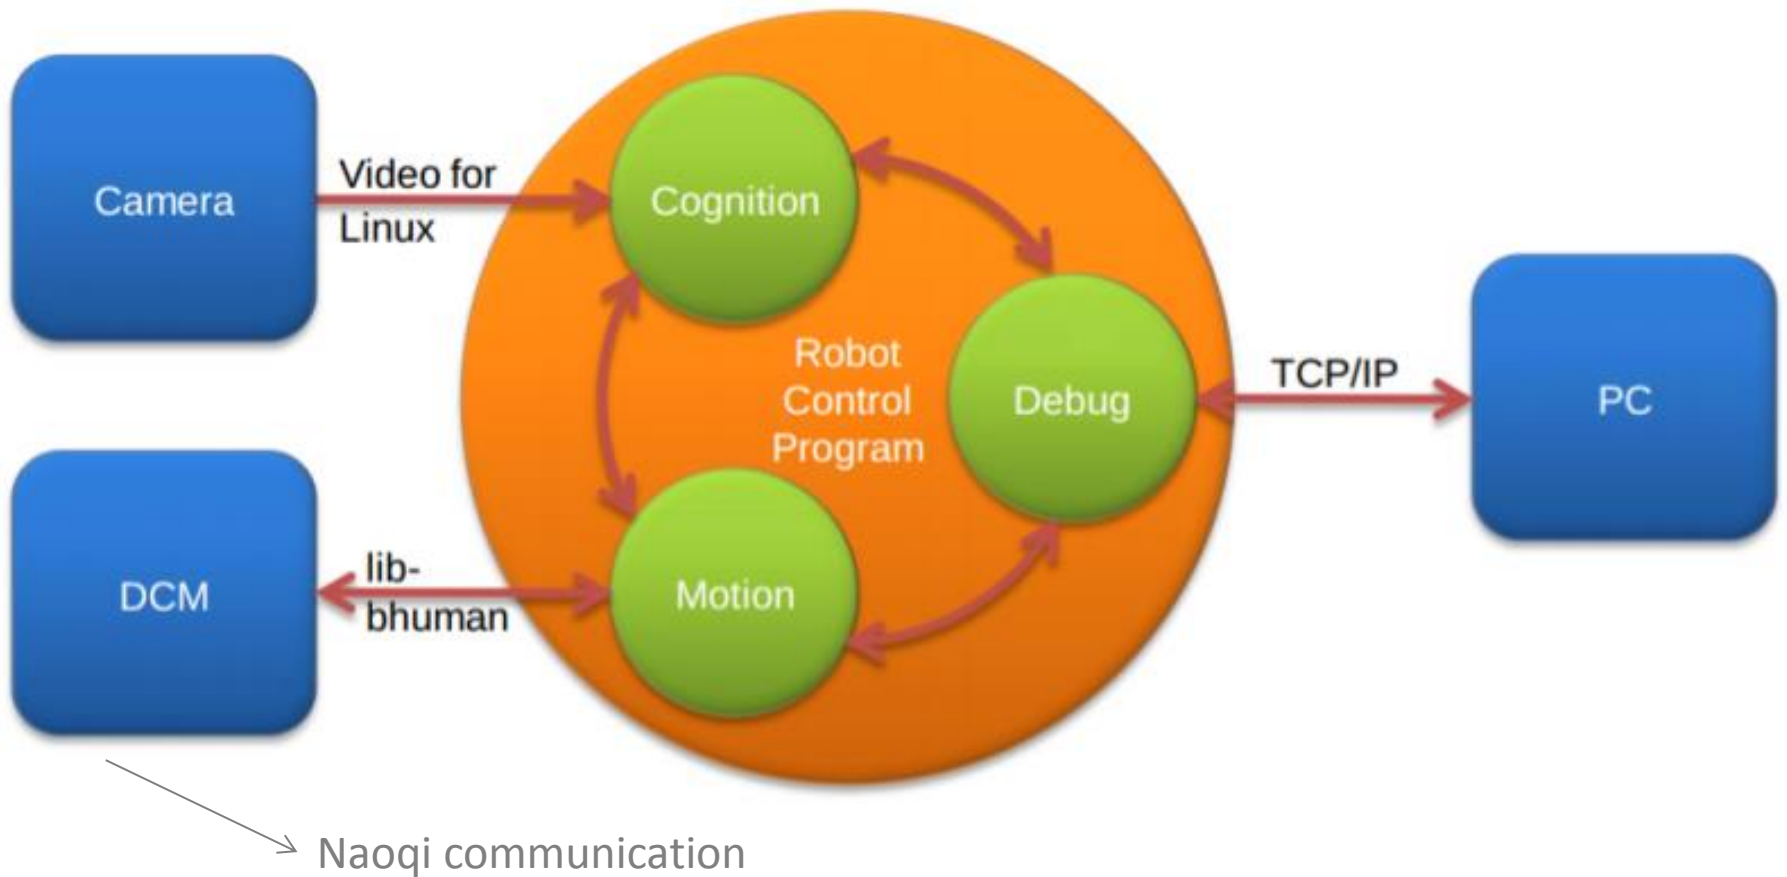 Camera
Video for
Linux
Cognition
Robot
Control
Program
Debug
TCP/IP
PC
DCM
lib-
bhuman
Motion
Naoqi communication